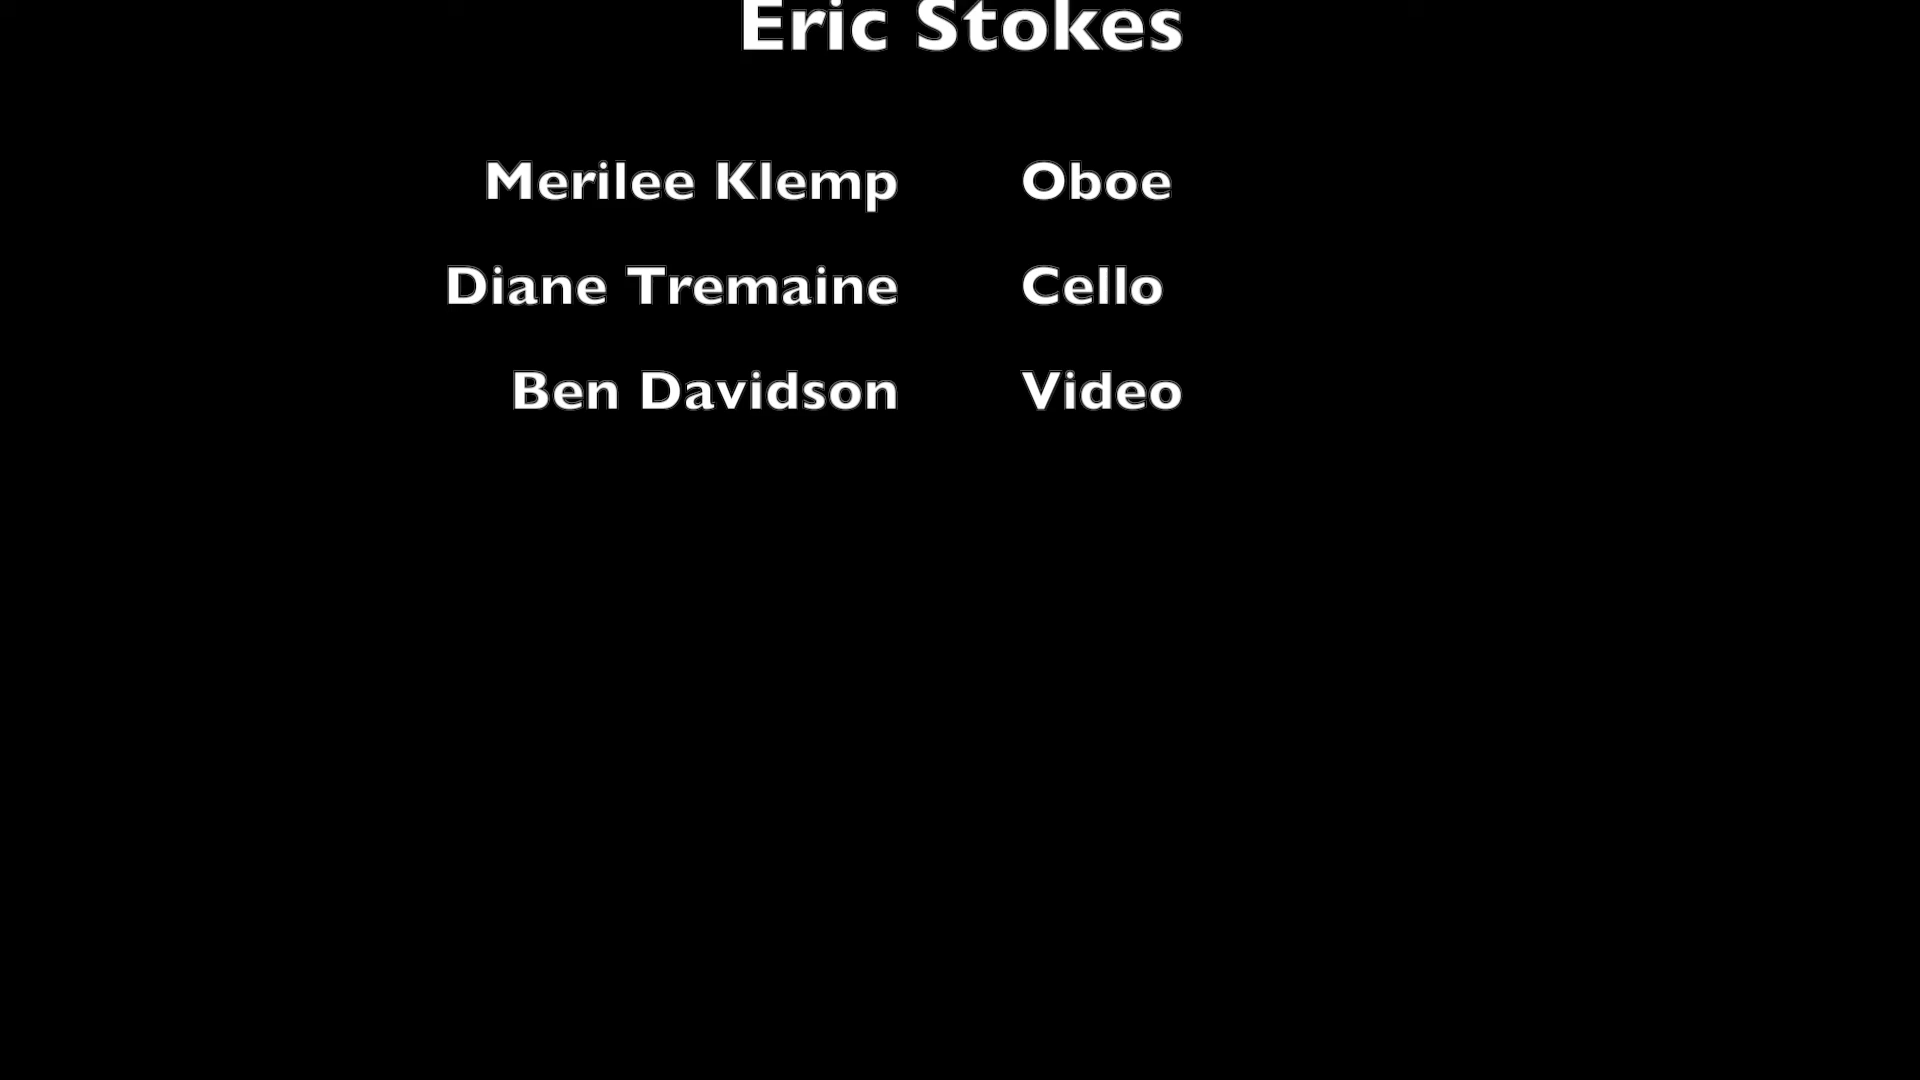 Eric Stokes
Merilee Klemp Oboe
Diane Tremaine Cello
Ben Davidson Video